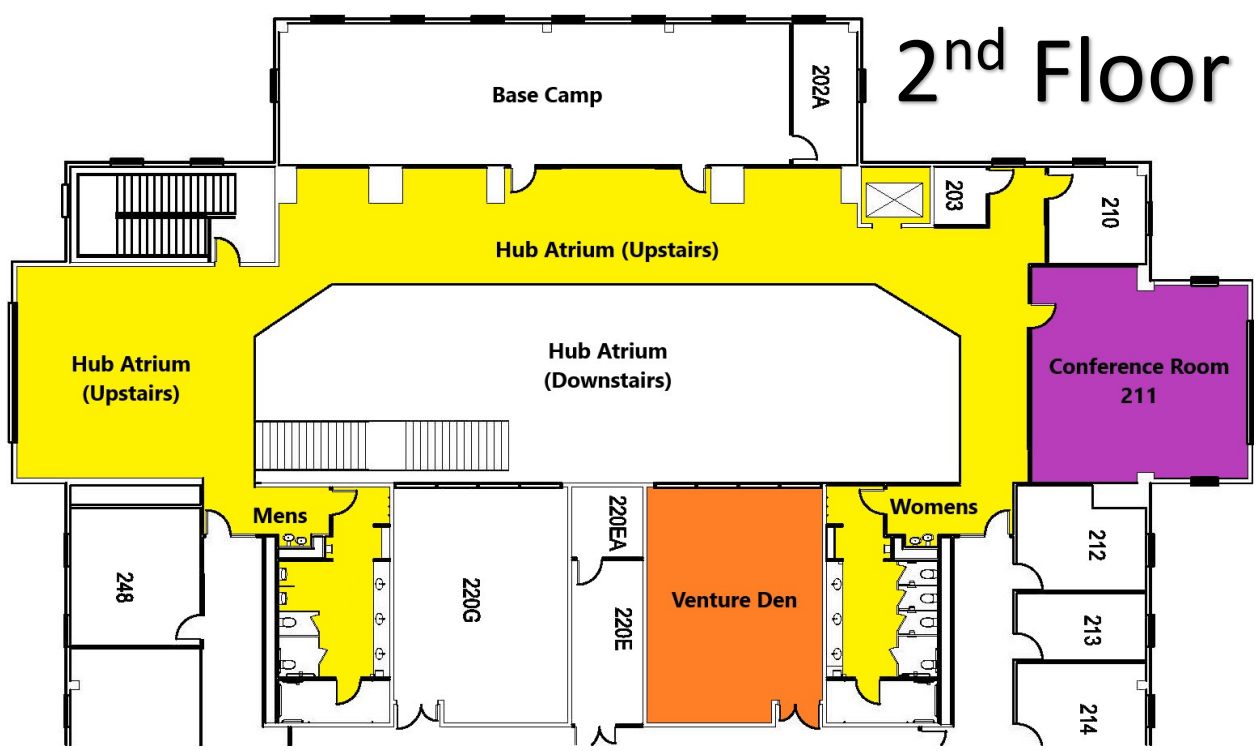 2nd Floor
Base Camp
202A
203
210
Hub Atrium (Upstairs)
Hub Atrium
(Upstairs)
Hub Atrium
(Downstairs)
Conference Room
211
Mens
220EA
Womens
212
248
220G
220E
Venture Den
213
214